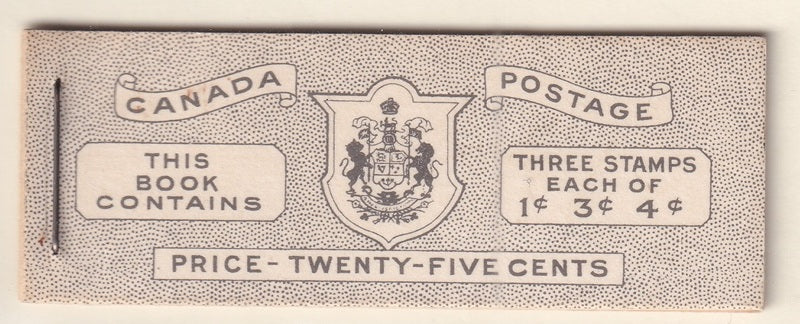 CANADA
POSTAGE
THIS
BOOK
CONTAINS
THREE STAMPS
EACH OF
1¢ 3¢ 4¢
PRICE - TWENTY-FIVE CENTS